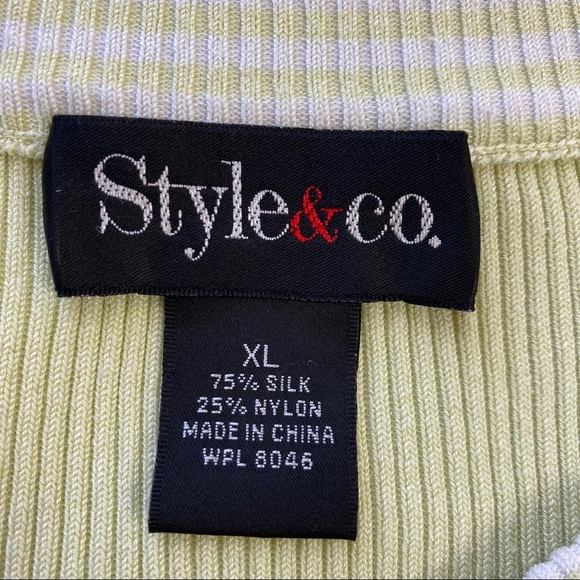 Style&co.
XL
75% SILK
25% NYLON
MADE IN CHINA
WPL 8046